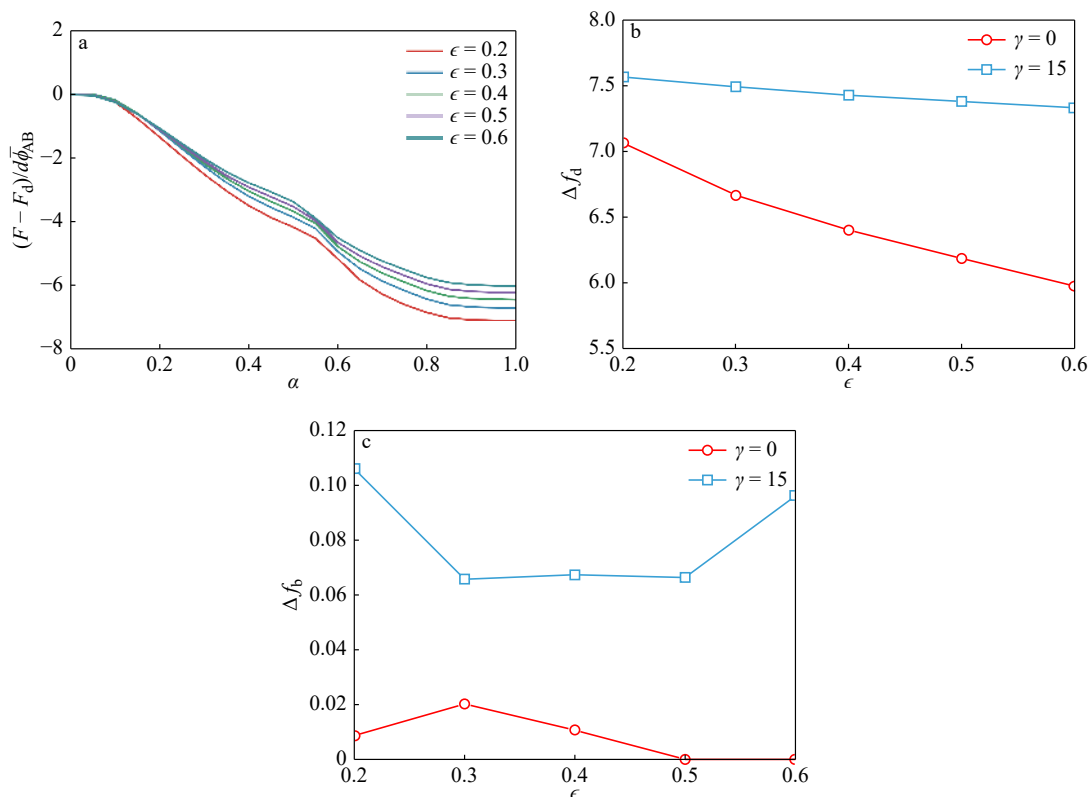 a
2
0
−2
−4
−6
−8
(F − F_d)/dϕ̅_AB
ϵ = 0.2
ϵ = 0.3
ϵ = 0.4
ϵ = 0.5
ϵ = 0.6
0 0.2 0.4 0.6 0.8 1.0
α
b
8.0
7.5
7.0
6.5
6.0
5.5
Δf_d
γ = 0
γ = 15
0.2 0.3 0.4 0.5 0.6
ϵ
c
0.12
0.10
0.08
0.06
0.04
0.02
0
Δf_b
γ = 0
γ = 15
0.2 0.3 0.4 0.5 0.6
ϵ